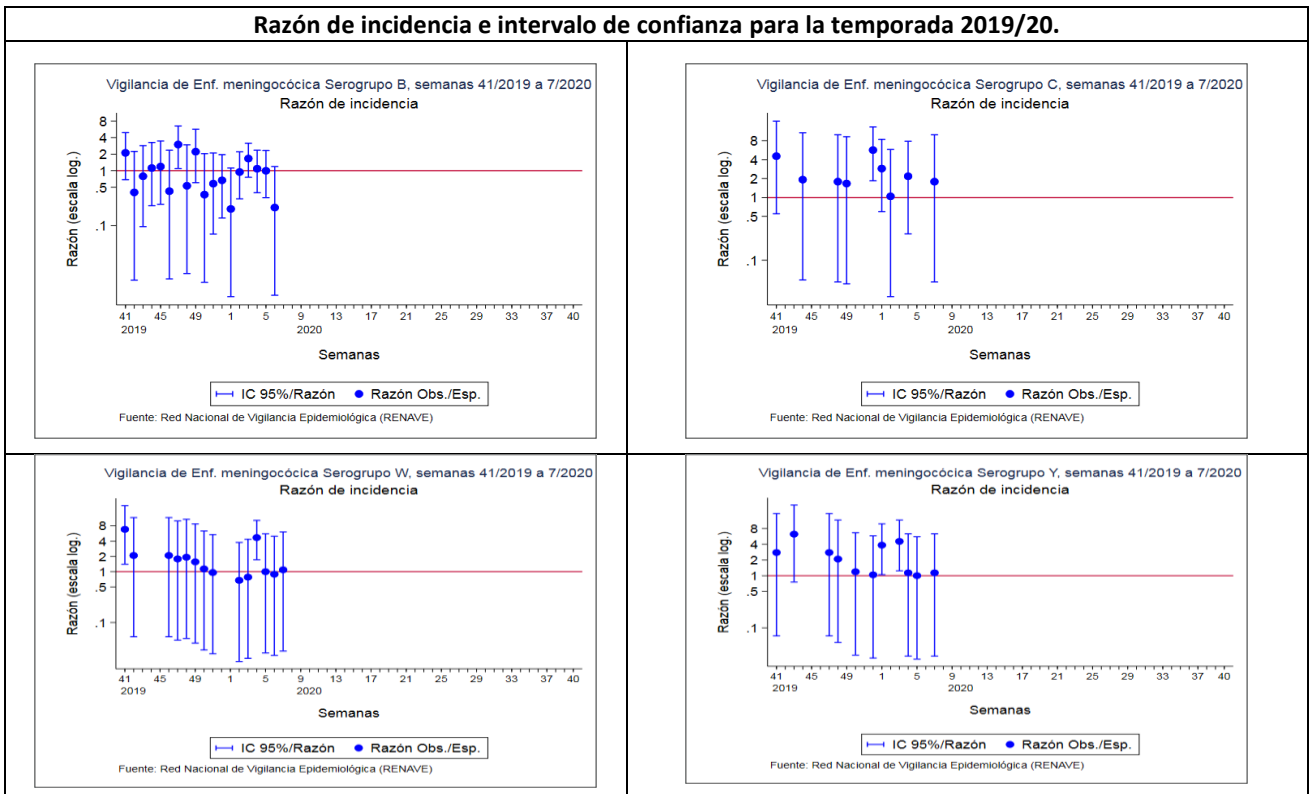 Razón de incidencia e intervalo de confianza para la temporada 2019/20.
Vigilancia de Enf. meningocócica Serogrupo B, semanas 41/2019 a 7/2020
Razón de incidencia
Razón (escala log.)
8
4
2
1
.5
.1
41 45 49 1 5 9 13 17 21 25 29 33 37 40
2019 2020
Semanas
IC 95%/Razón Razón Obs./Esp.
Fuente: Red Nacional de Vigilancia Epidemiológica (RENAVE)
Vigilancia de Enf. meningocócica Serogrupo C, semanas 41/2019 a 7/2020
Razón de incidencia
Razón (escala log.)
8
4
2
1
.5
.1
41 45 49 1 5 9 13 17 21 25 29 33 37 40
2019 2020
Semanas
IC 95%/Razón Razón Obs./Esp.
Fuente: Red Nacional de Vigilancia Epidemiológica (RENAVE)
Vigilancia de Enf. meningocócica Serogrupo W, semanas 41/2019 a 7/2020
Razón de incidencia
Razón (escala log.)
8
4
2
1
.5
.1
41 45 49 1 5 9 13 17 21 25 29 33 37 40
2019 2020
Semanas
IC 95%/Razón Razón Obs./Esp.
Fuente: Red Nacional de Vigilancia Epidemiológica (RENAVE)
Vigilancia de Enf. meningocócica Serogrupo Y, semanas 41/2019 a 7/2020
Razón de incidencia
Razón (escala log.)
8
4
2
1
.5
.1
41 45 49 1 5 9 13 17 21 25 29 33 37 40
2019 2020
Semanas
IC 95%/Razón Razón Obs./Esp.
Fuente: Red Nacional de Vigilancia Epidemiológica (RENAVE)